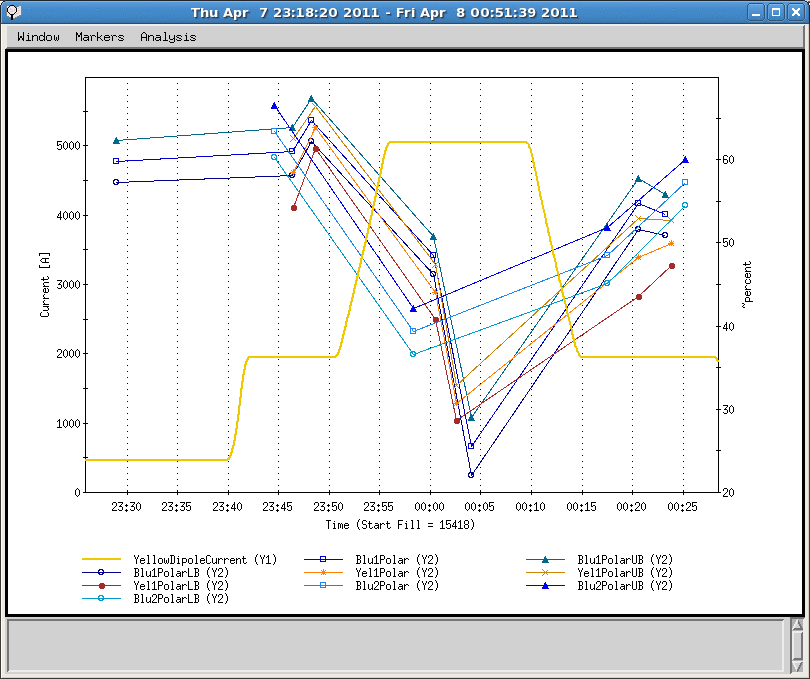 Thu Apr  7 23:18:20 2011 - Fri Apr  8 00:51:39 2011
Window Markers Analysis
5000
4000
3000
2000
1000
0
Current [A]
60
50
40
30
20
~percent
23:30 23:35 23:40 23:45 23:50 23:55 00:00 00:05 00:10 00:15 00:20 00:25
Time (Start Fill = 15418)
YellowDipoleCurrent (Y1) Blu1Polar (Y2) Blu1PolarUB (Y2)
Blu1PolarLB (Y2) Yel1Polar (Y2) Yel1PolarUB (Y2)
Yel1PolarLB (Y2) Blu2Polar (Y2) Blu2PolarUB (Y2)
Blu2PolarLB (Y2)